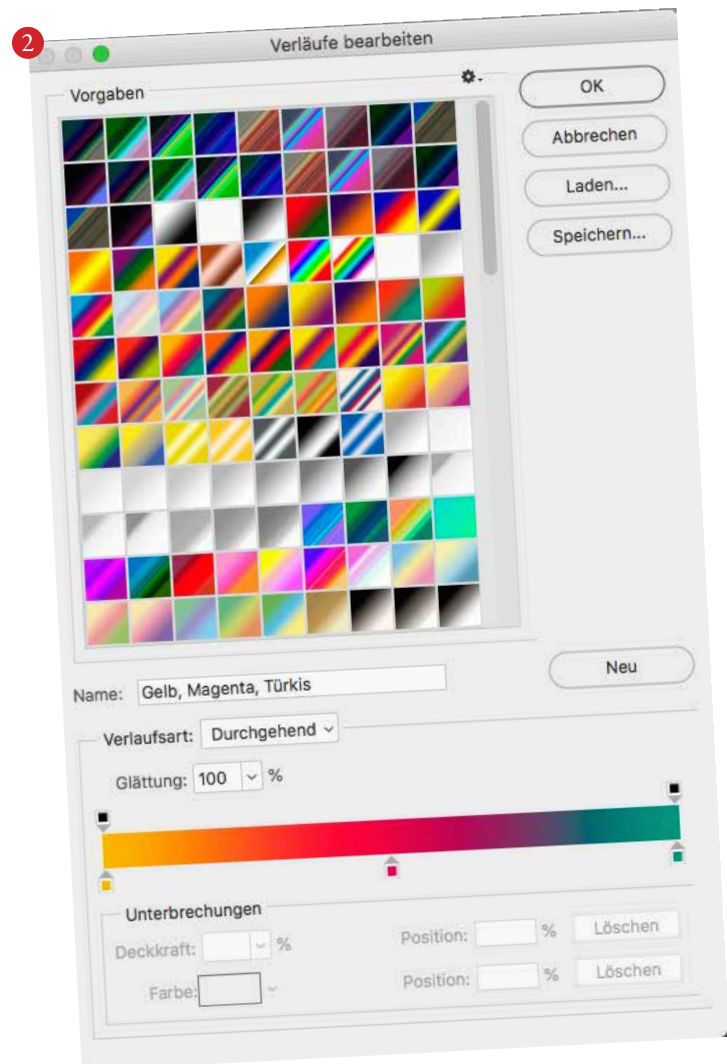 2
Verläufe bearbeiten
Vorgaben
OK
Abbrechen
Laden...
Speichern...
Neu
Name: Gelb, Magenta, Türkis
Verlaufsart: Durchgehend
Glättung: 100 %
Unterbrechungen
Deckkraft: % Position: % Löschen
Farbe: Position: % Löschen